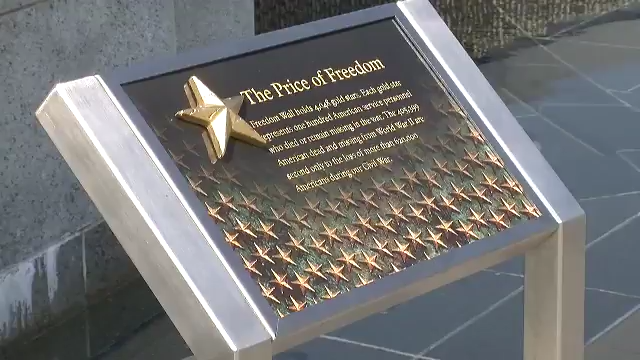 The Price of Freedom
Freedom Wall holds 4,048 gold stars. Each gold star
represents one hundred American service personnel
who died or remain missing in the war. The 405,399
American dead and missing from World War II are
second only to the loss of more than 620,000
Americans during our Civil War.